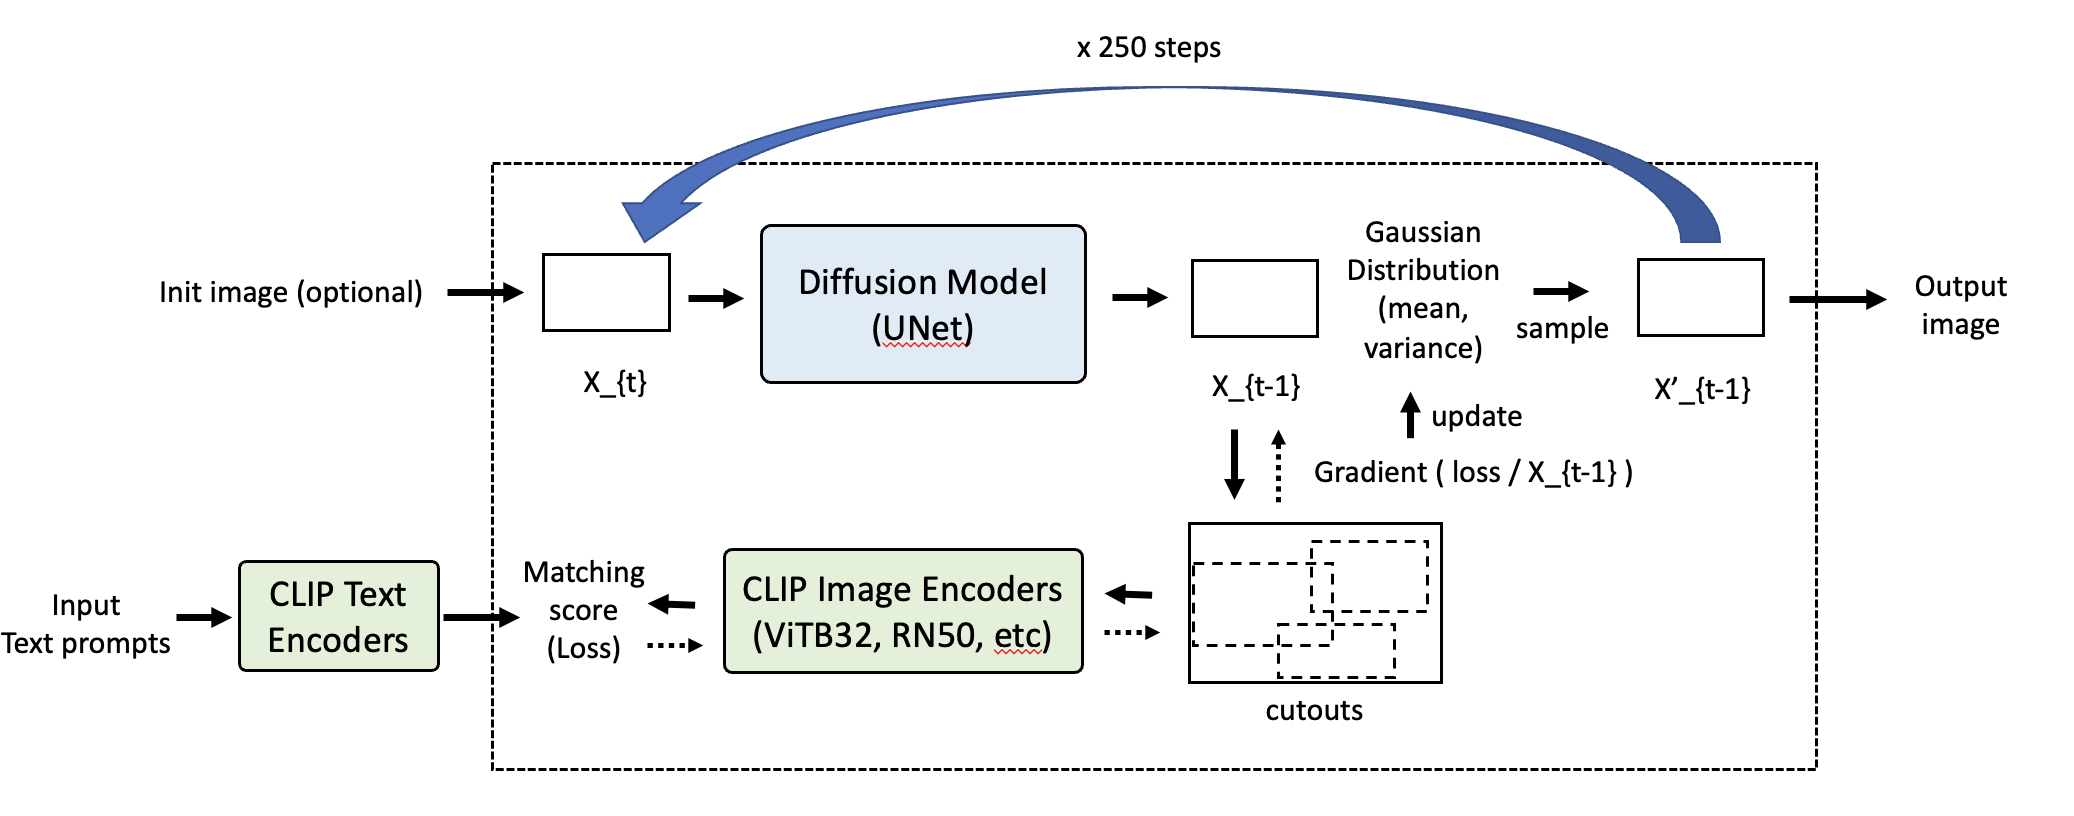 x 250 steps
Init image (optional)
X_{t}
Diffusion Model
(UNet)
X_{t-1}
Gaussian
Distribution
(mean,
variance)
sample
X’_{t-1}
Output
image
update
Gradient ( loss / X_{t-1} )
Input
Text prompts
CLIP Text
Encoders
Matching
score
(Loss)
CLIP Image Encoders
(ViTB32, RN50, etc)
cutouts